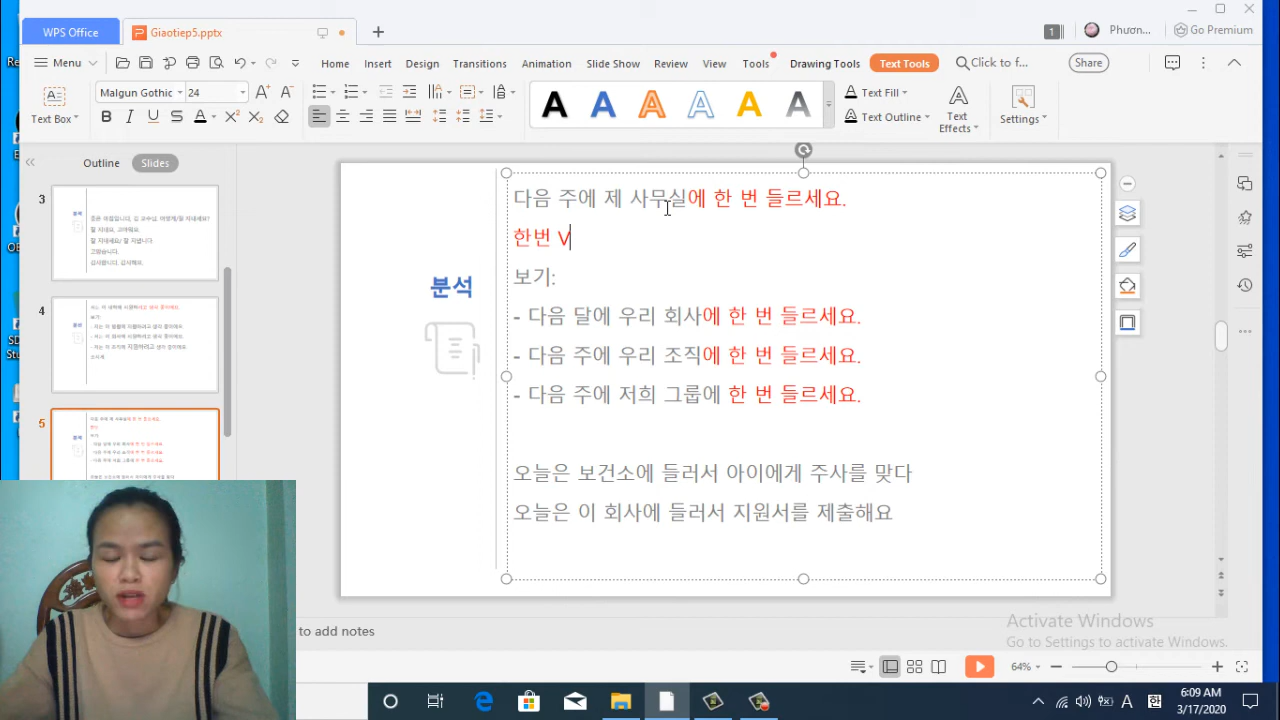 WPS Office
Giaotiep5.pptx
1
Phươn...
Go Premium
Menu
Home
Insert
Design
Slide Show
Transitions
Animation
Review
View
Tools
Drawing Tools
Text Tools
Click to f...
Share
Text Box
Malgun Gothic
24
Text Fill
Text Outline
Text Effects
Settings
Outline
Slides
3
4
5
분석
다음 주에 제 사무실에 한 번 들르세요.
한번 V
보기:
- 다음 달에 우리 회사에 한 번 들르세요.
- 다음 주에 우리 조직에 한 번 들르세요.
- 다음 주에 저희 그룹에 한 번 들르세요.
오늘은 보건소에 들러서 아이에게 주사를 맞다
오늘은 이 회사에 들러서 지원서를 제출해요
to add notes
Activate Windows
Go to Settings to activate Windows.
64%
6:09 AM
3/17/2020